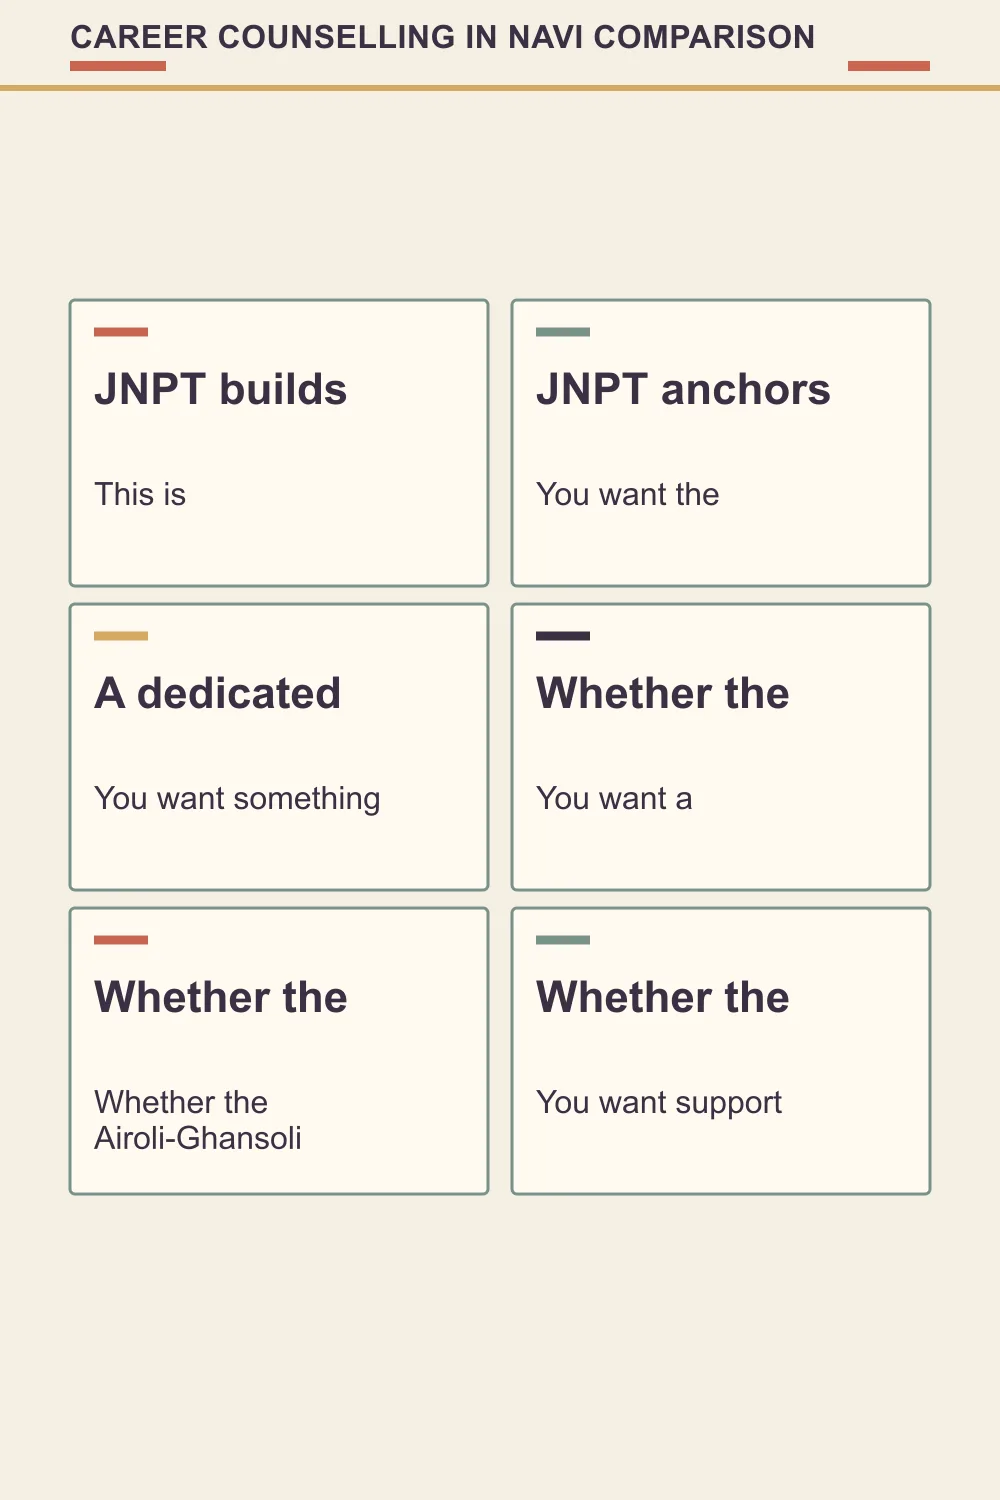 CAREER COUNSELLING IN NAVI COMPARISON
JNPT builds
This is
JNPT anchors
You want the
A dedicated
You want something
Whether the
You want a
Whether the
Whether the
Airoli-Ghansoli
Whether the
You want support